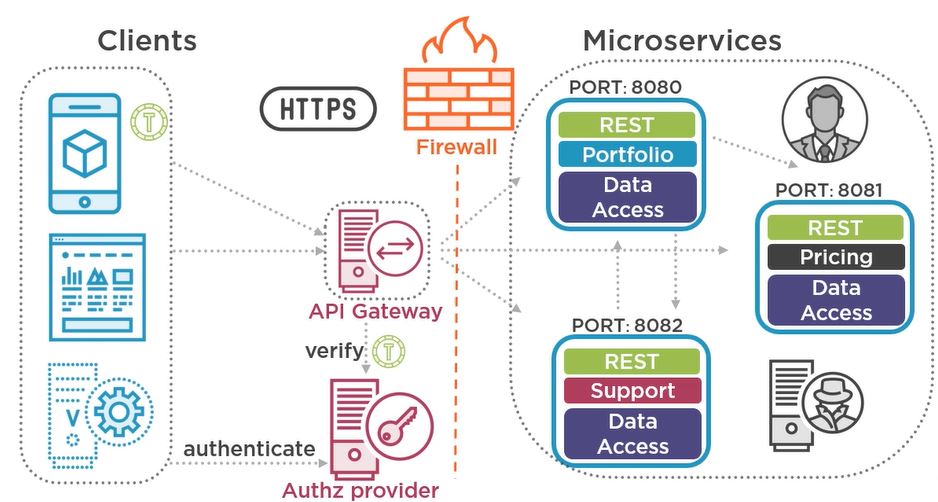 Clients
Microservices
HTTPS
Firewall
T
PORT: 8080
REST
Portfolio
Data
Access
PORT: 8081
REST
Pricing
Data
Access
API Gateway
verify
T
PORT: 8082
REST
Support
Data
Access
V
authenticate
Authz provider